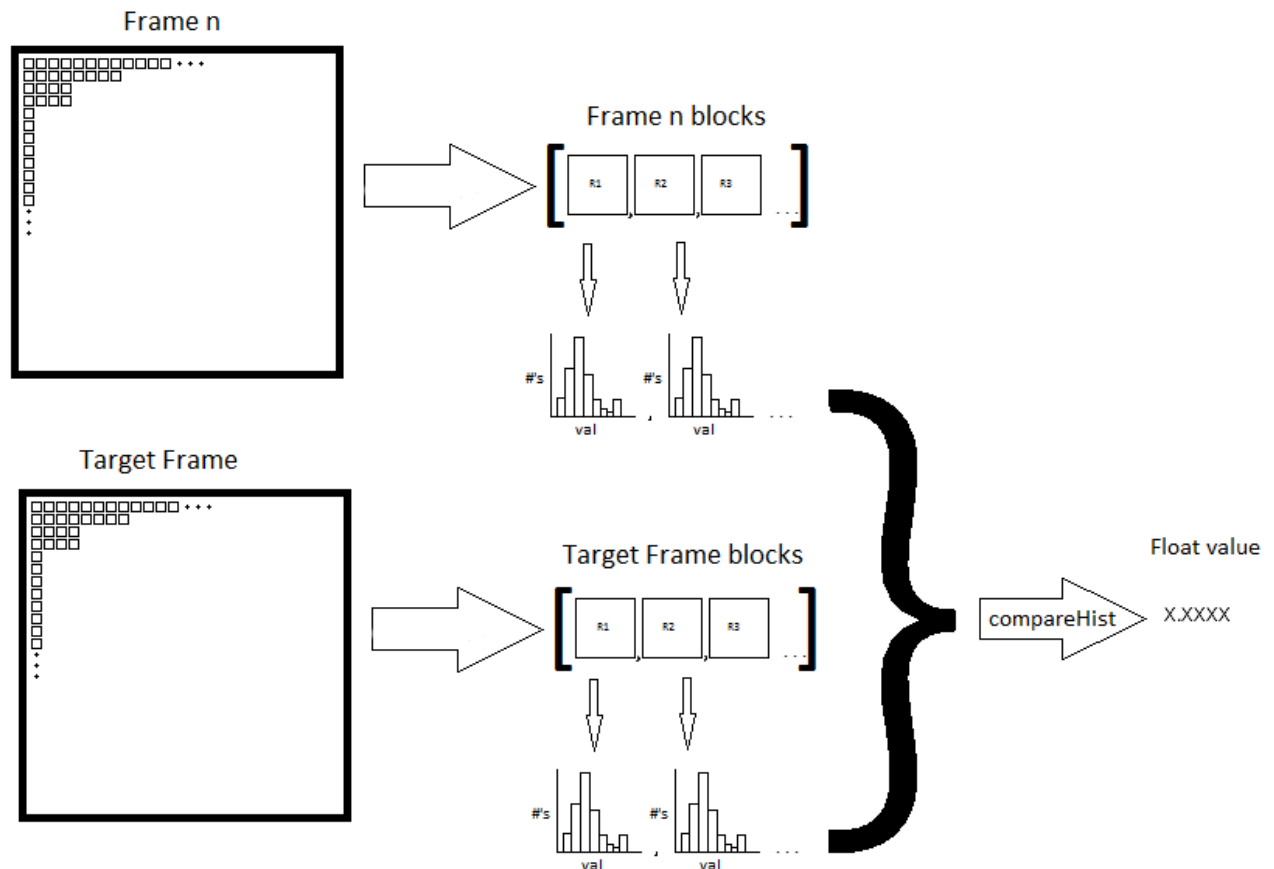 Frame n
Frame n blocks
[ R1 , R2 , R3 ... ]
#'s #'s
, ...
val val
Target Frame
Target Frame blocks
[ R1 , R2 , R3 ... ]
Float value
compareHist X.XXXX
#'s #'s
, ...
val val